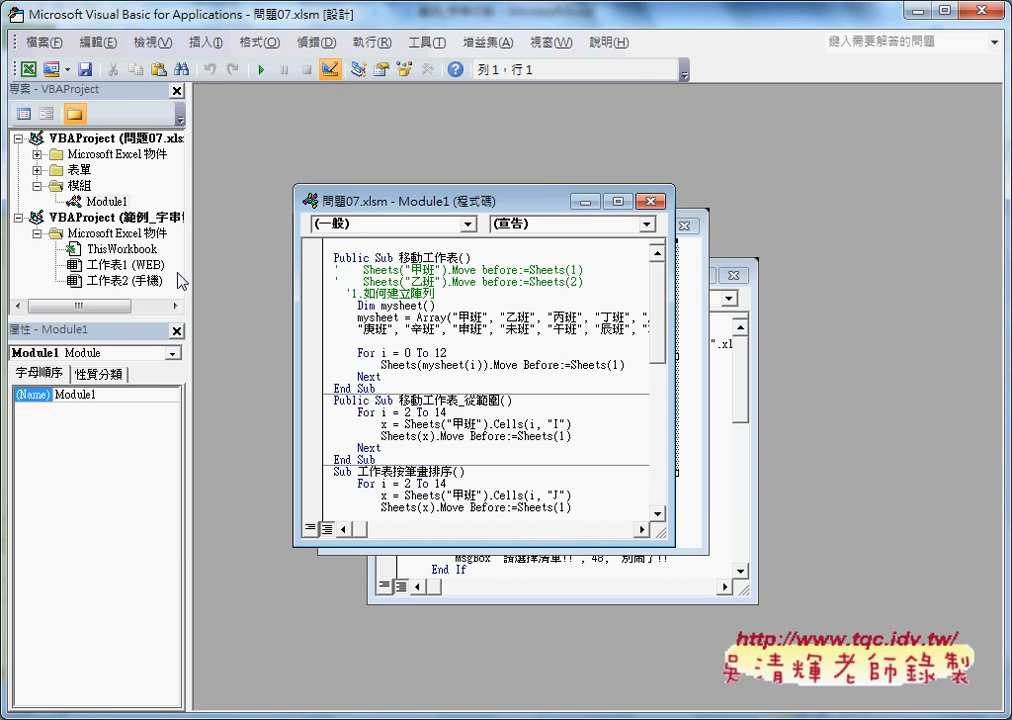 Microsoft Visual Basic for Applications - 問題07.xlsm [設計]
檔案(F) 編輯(E) 檢視(V) 插入(I) 格式(O) 偵錯(D) 執行(R) 工具(T) 增益集(A) 視窗(W) 說明(H) 鍵入需要解答的問題
列 1，行 1
專案 - VBAProject
VBAProject (問題07.xls
Microsoft Excel 物件
表單
模組
Module1
VBAProject (範例_字串
Microsoft Excel 物件
ThisWorkbook
工作表1 (WEB)
工作表2 (手機)
屬性 - Module1
Module1 Module
字母順序 性質分類
(Name) Module1
問題07.xlsm - Module1 (程式碼)
(一般) (宣告)
Public Sub 移動工作表()
' Sheets("甲班").Move before:=Sheets(1)
' Sheets("乙班").Move before:=Sheets(2)
'1.如何建立陣列
Dim mysheet()
mysheet = Array("甲班", "乙班", "丙班", "丁班", "
"庚班", "辛班", "申班", "未班", "午班", "辰班", "
For i = 0 To 12
Sheets(mysheet(i)).Move Before:=Sheets(1)
Next
End Sub
Public Sub 移動工作表_從範圍()
For i = 2 To 14
x = Sheets("甲班").Cells(i, "I")
Sheets(x).Move Before:=Sheets(1)
Next
End Sub
Sub 工作表按筆畫排序()
For i = 2 To 14
x = Sheets("甲班").Cells(i, "J")
Sheets(x).Move Before:=Sheets(1)
".xl
MsgBox "請選擇清單!!", 48, "別鬧了!!
End If
http://www.tqc.idv.tw/
吳清輝老師錄製